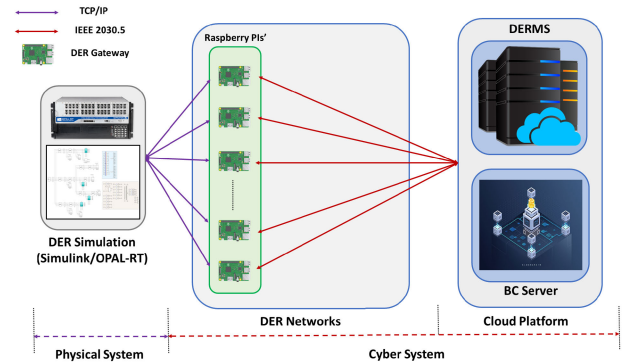 TCP/IP
IEEE 2030.5
DER Gateway
Raspberry PIs'
DERMS
DER Simulation
(Simulink/OPAL-RT)
BC Server
DER Networks
Cloud Platform
Physical System
Cyber System